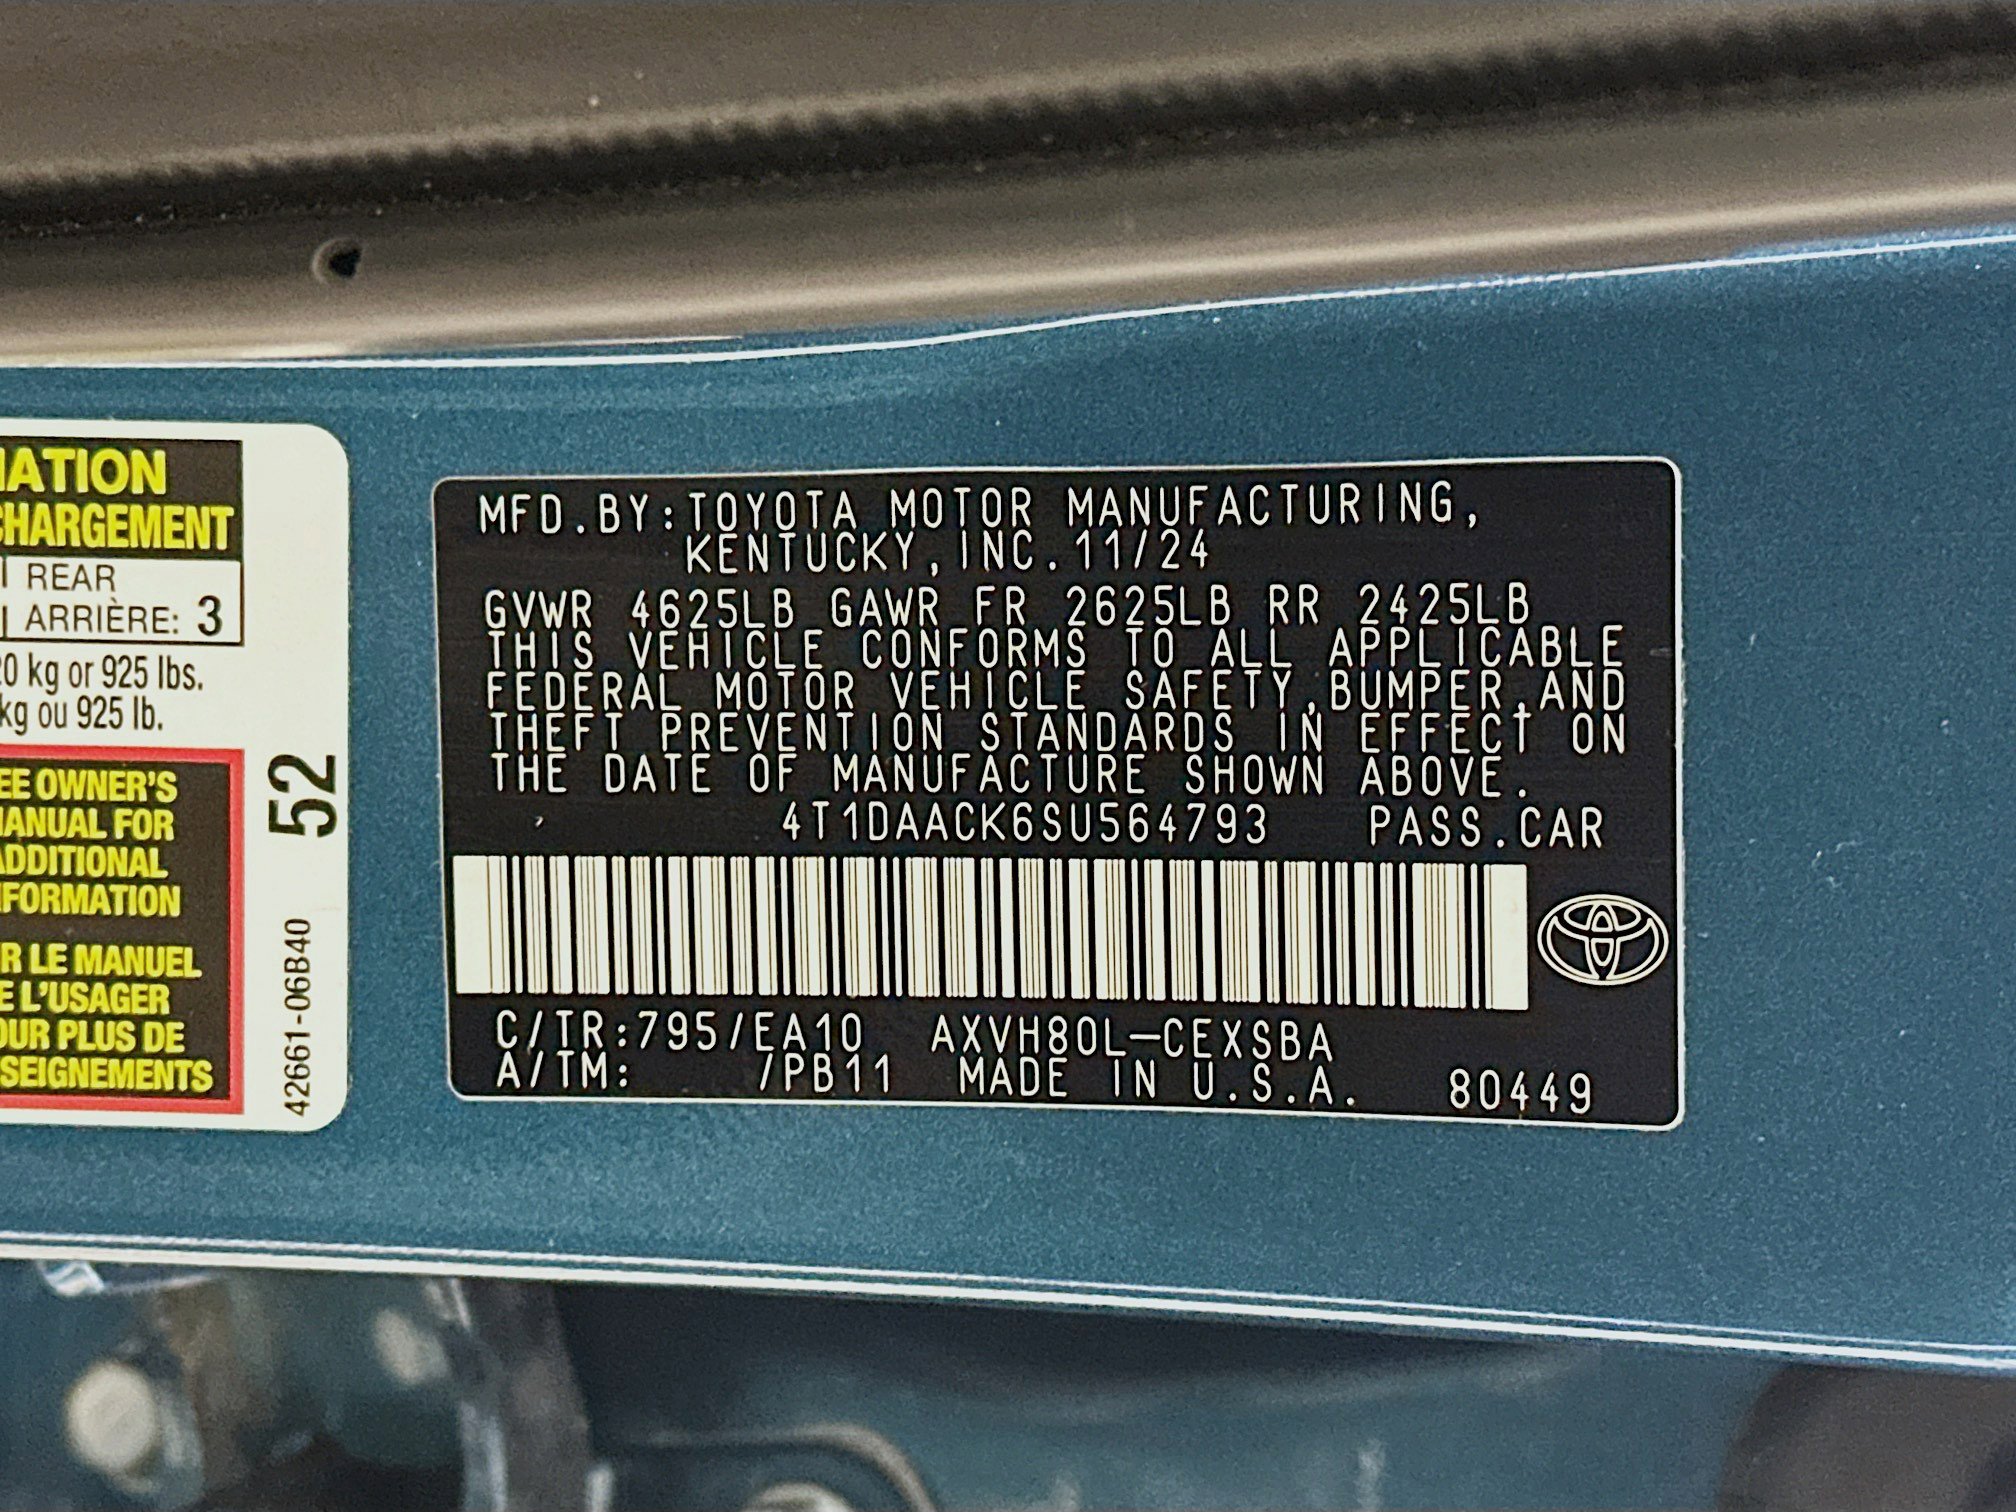 IATION
CHARGEMENT
REAR
ARRIÈRE: 3
20 kg or 925 lbs.
kg ou 925 lb.
EE OWNER'S
MANUAL FOR
ADDITIONAL
NFORMATION
R LE MANUEL
E L'USAGER
OUR PLUS DE
SEIGNEMENTS
52
42661-06B40
MFD.BY:TOYOTA MOTOR MANUFACTURING,
KENTUCKY,INC.11/24
GVWR 4625LB GAWR FR 2625LB RR 2425LB
THIS VEHICLE CONFORMS TO ALL APPLICABLE
FEDERAL MOTOR VEHICLE SAFETY,BUMPER,AND
THEFT PREVENTION STANDARDS IN EFFECT ON
THE DATE OF MANUFACTURE SHOWN ABOVE.
4T1DAACK6SU564793 PASS.CAR
C/TR:795/EA10 AXVH80L-CEXSBA
A/TM: /PB11 MADE IN U.S.A. 80449